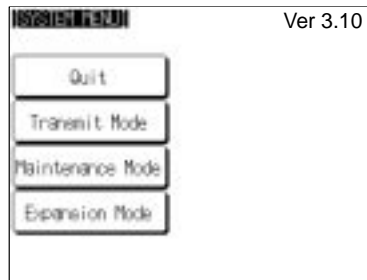 [SYSTEM MENU]
Ver 3.10
Quit
Transmit Mode
Maintenance Mode
Expansion Mode